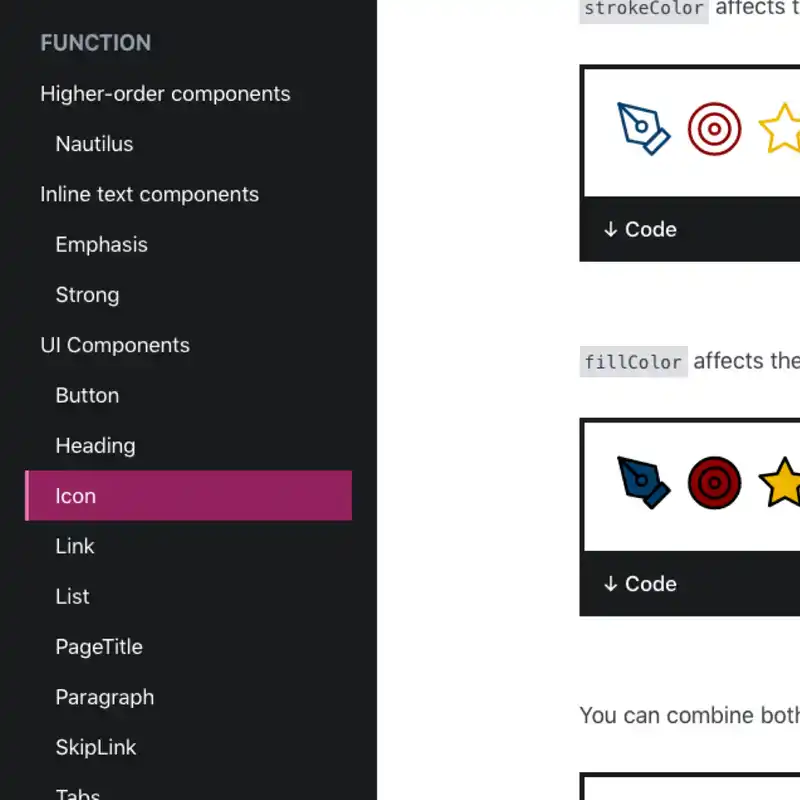 FUNCTION
Higher-order components
Nautilus
Inline text components
Emphasis
Strong
UI Components
Button
Heading
Icon
Link
List
PageTitle
Paragraph
SkipLink
Tabs
strokeColor affects
↓ Code
fillColor affects the
↓ Code
You can combine both